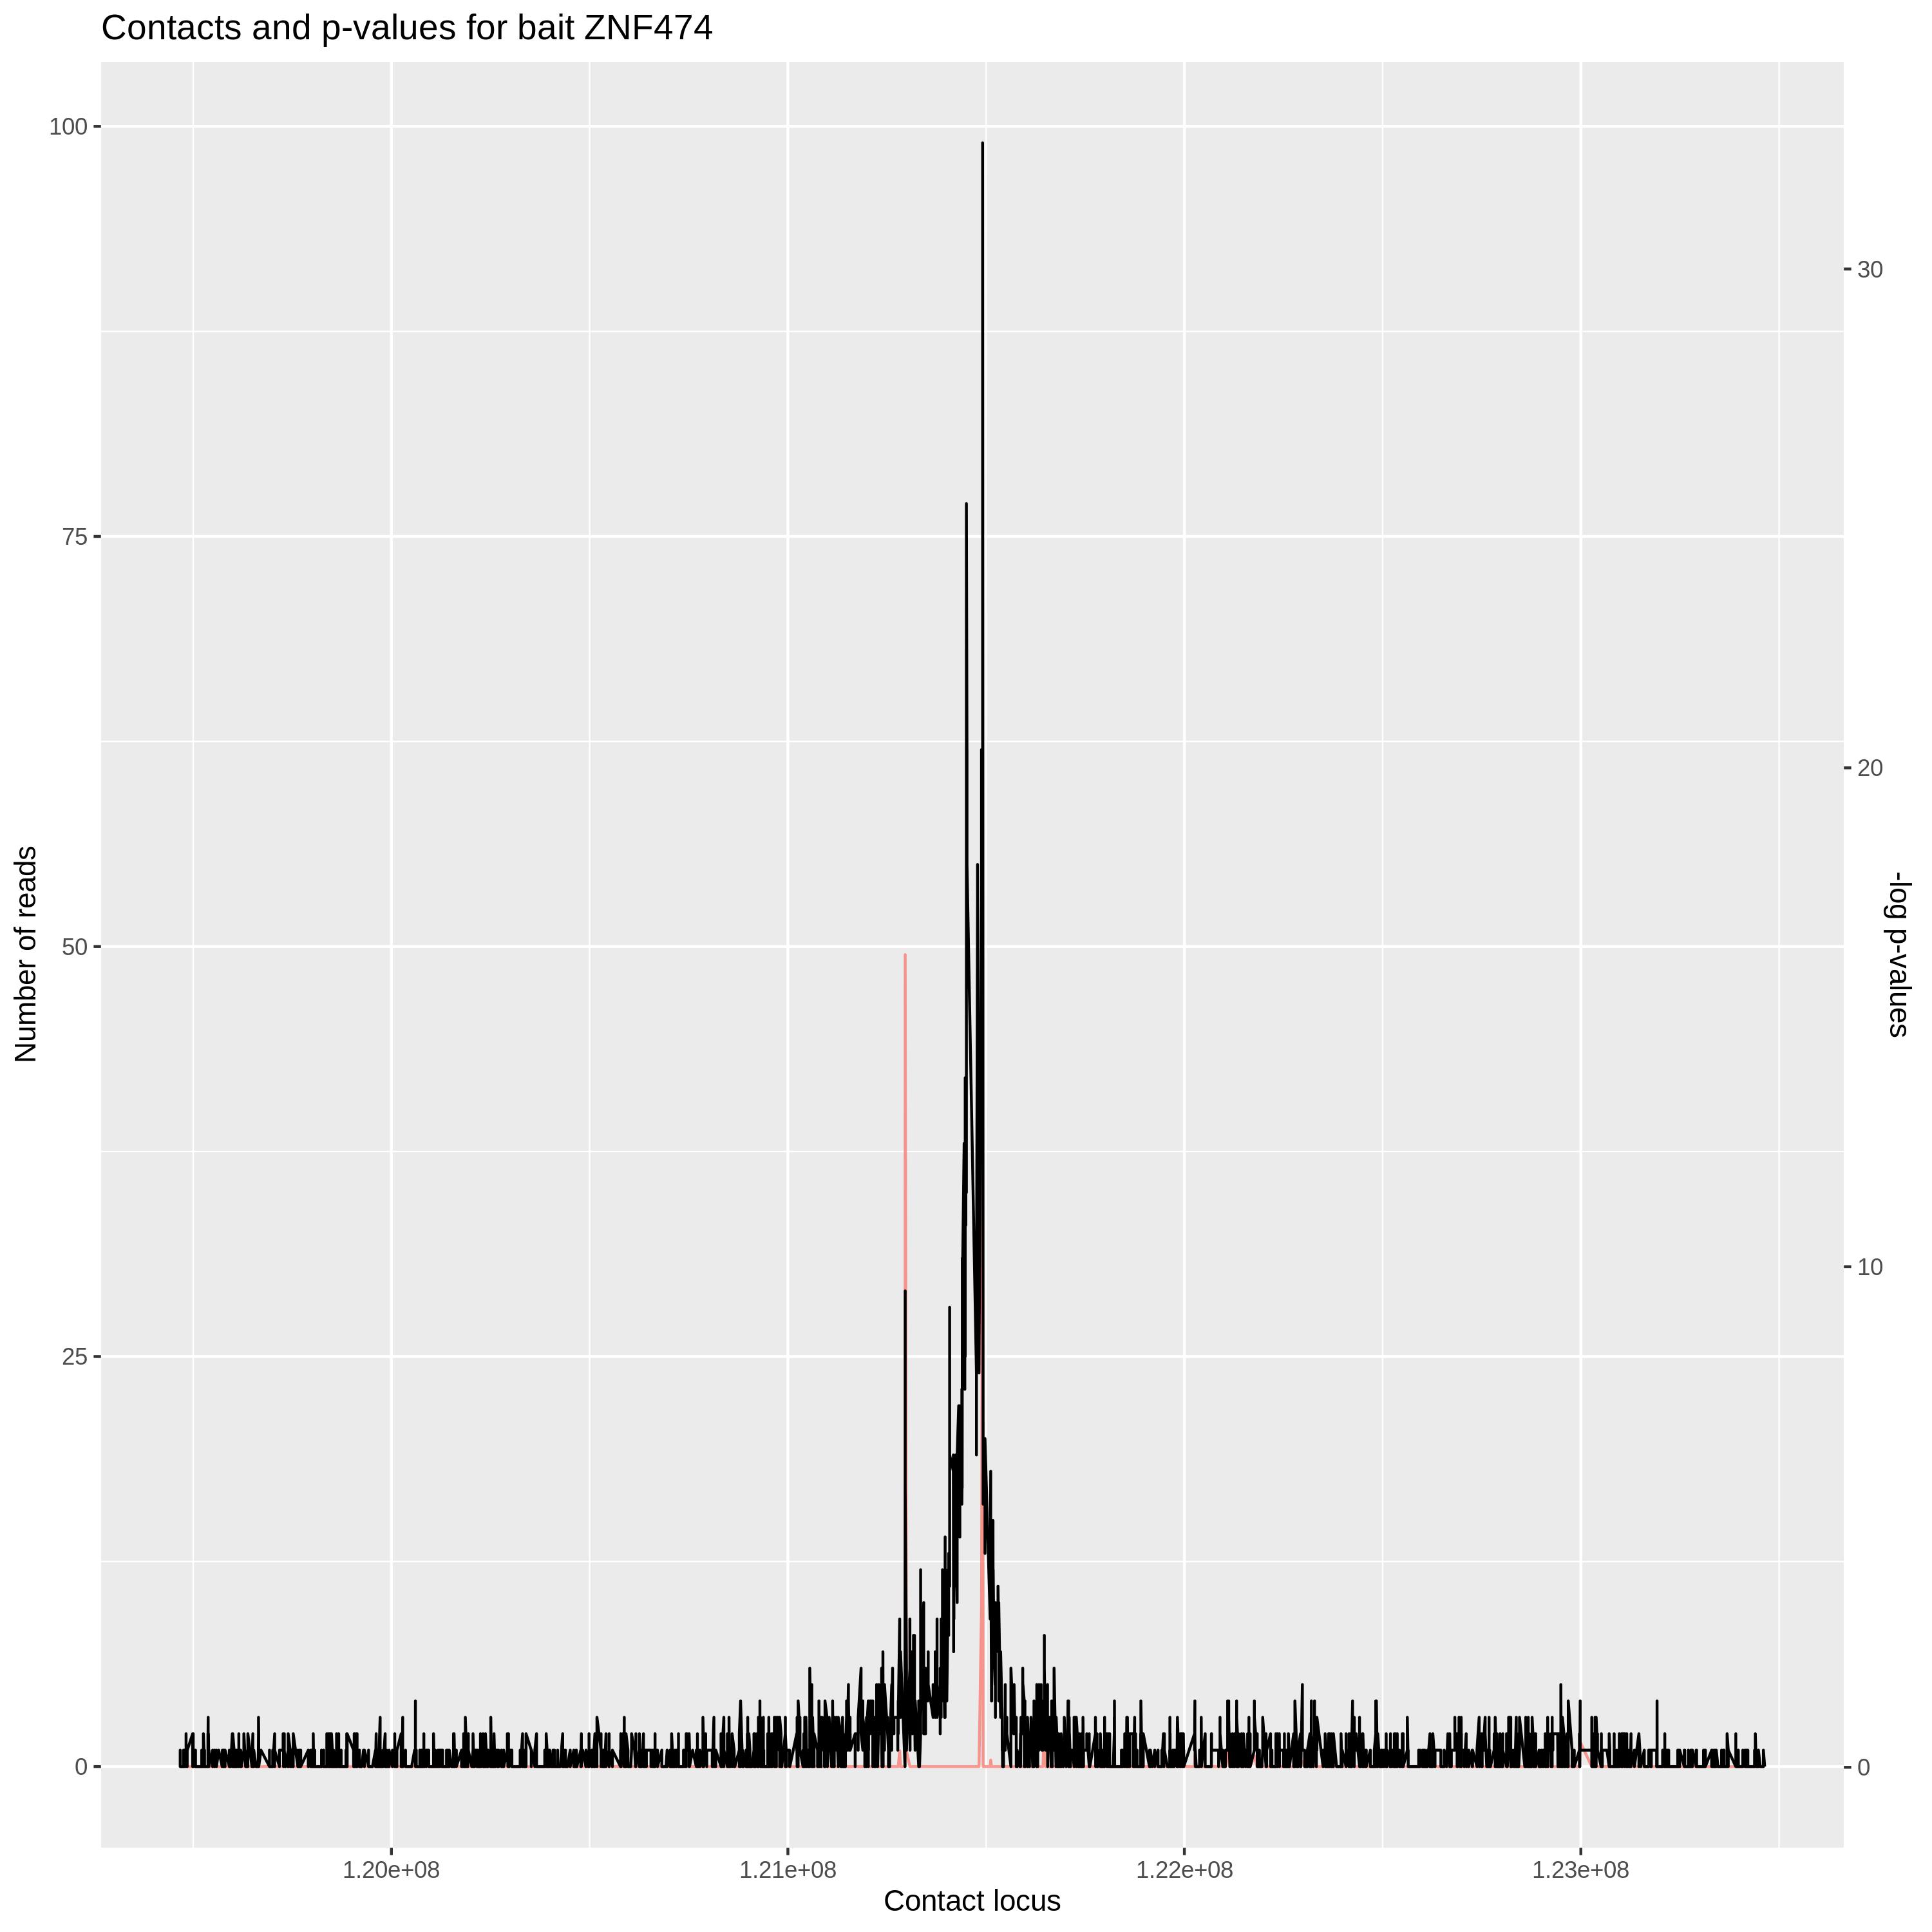 Contacts and p-values for bait ZNF474
100
75
50
25
0
Number of reads
30
20
10
0
-log p-values
1.20e+08
1.21e+08
1.22e+08
1.23e+08
Contact locus